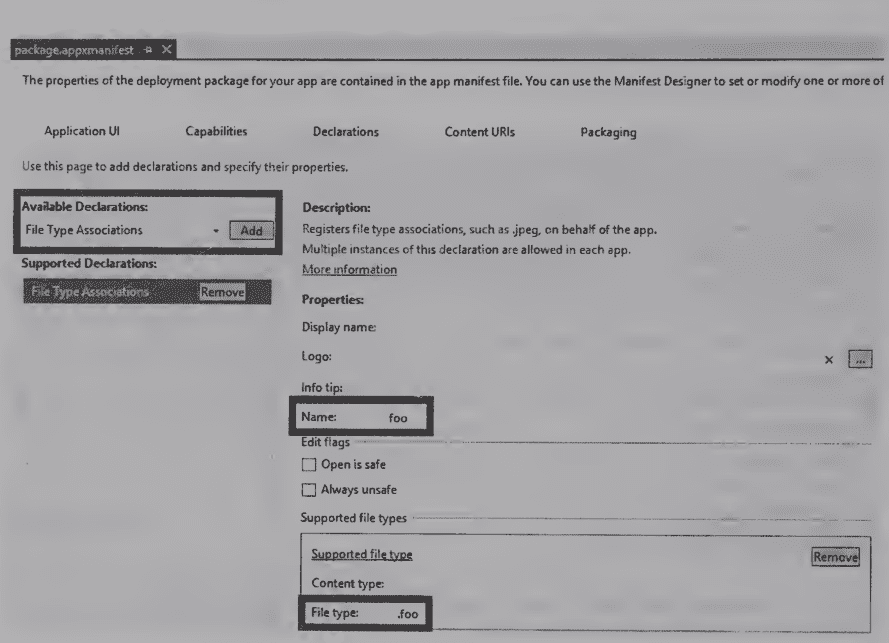 package.appxmanifest
The properties of the deployment package for your app are contained in the app manifest file. You can use the Manifest Designer to set or modify one or more of
Application UI Capabilities Declarations Content URIs Packaging
Use this page to add declarations and specify their properties.
Available Declarations:
File Type Associations Add
Supported Declarations:
File Type Associations Remove
Description:
Registers file type associations, such as .jpeg, on behalf of the app.
Multiple instances of this declaration are allowed in each app.
More information
Properties:
Display name:
Logo:
...
Info tip:
Name: foo
Edit flags
Open is safe
Always unsafe
Supported file types
Supported file type Remove
Content type:
File type: .foo